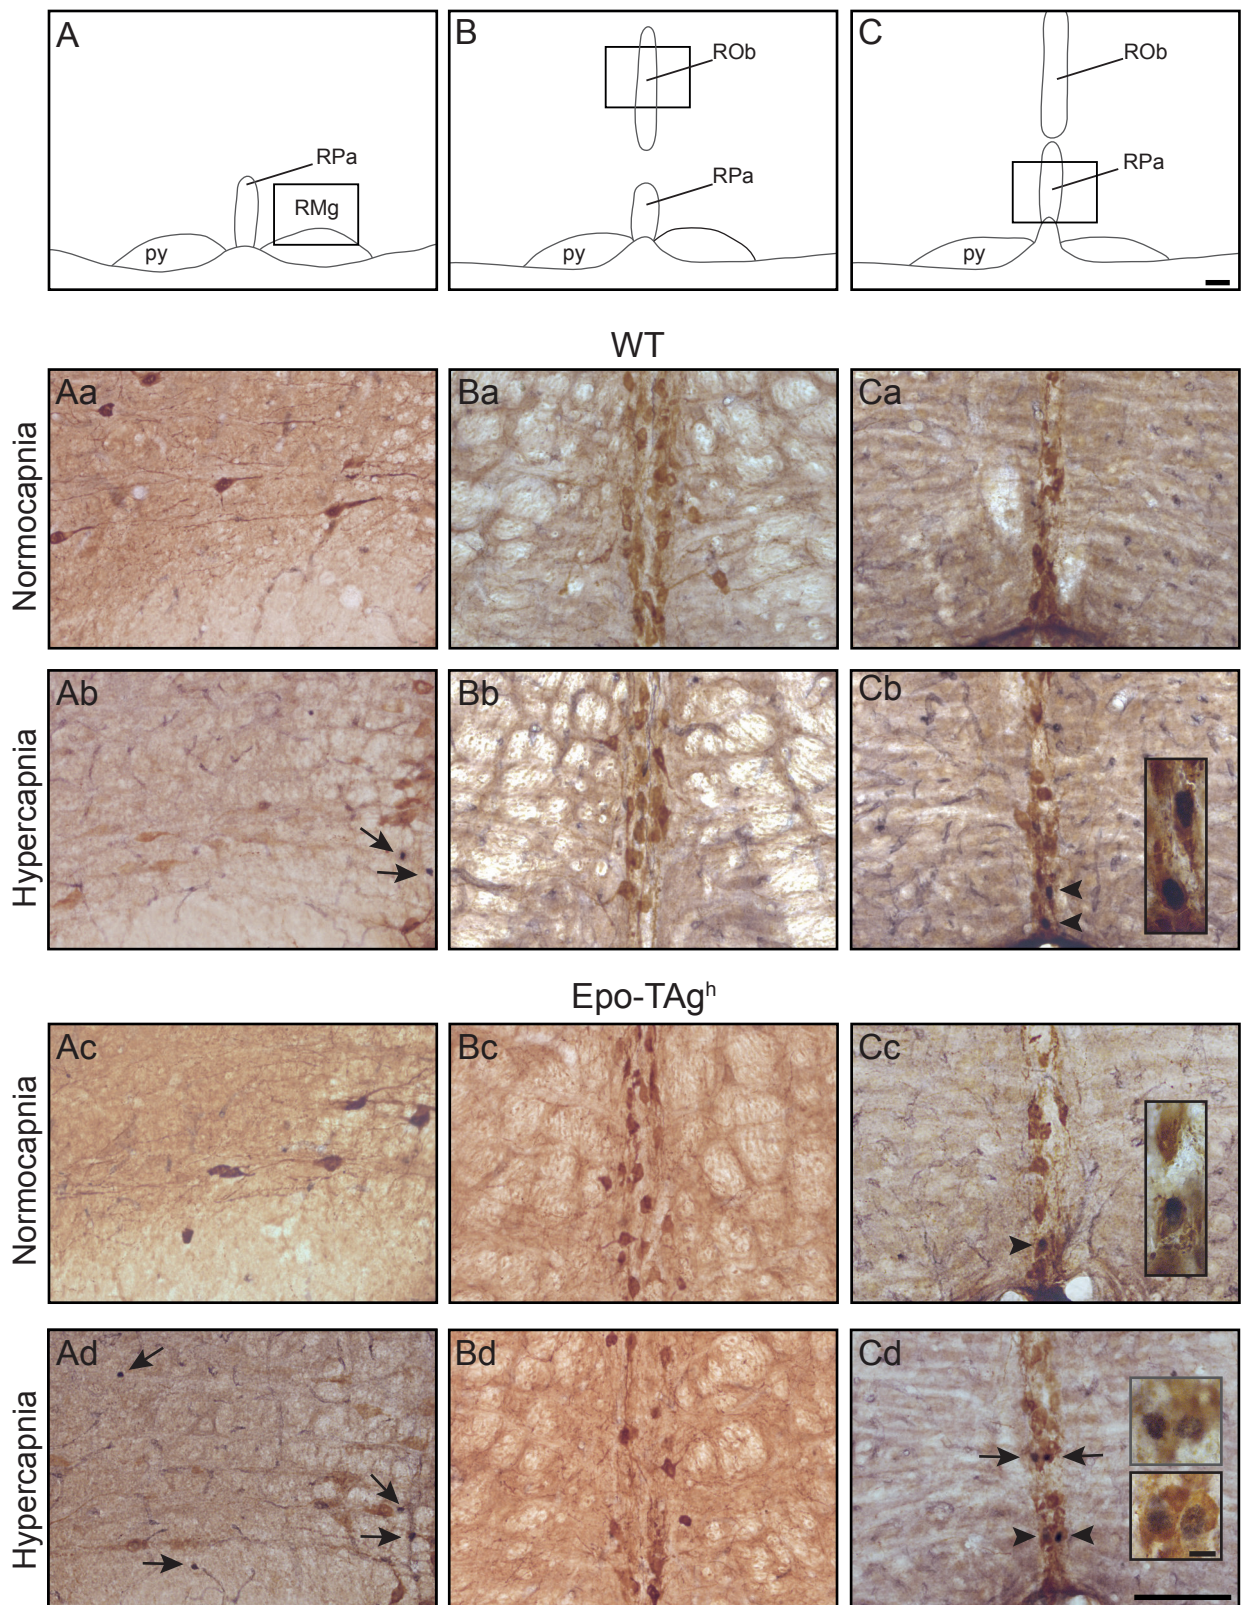 A
RPa
RMg
py
B
ROb
RPa
py
C
ROb
RPa
py
WT
Normocapnia
Aa
Ba
Ca
Hypercapnia
Ab
Bb
Cb
Epo-TAgʰ
Normocapnia
Ac
Bc
Cc
Hypercapnia
Ad
Bd
Cd